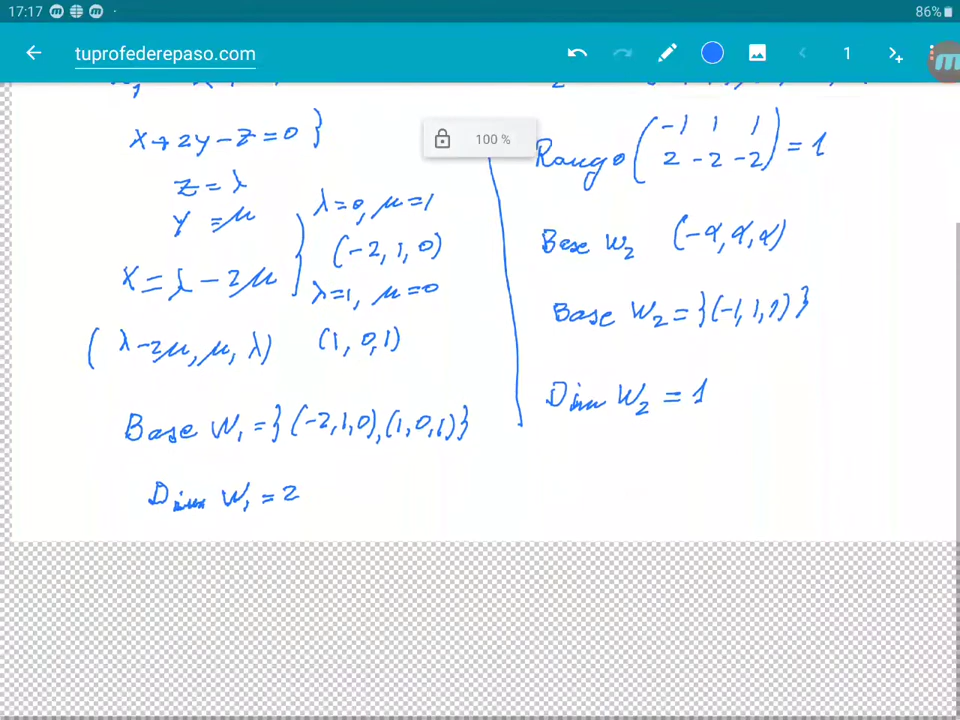 17:17
86%
tuprofederepaso.com
1
100 %
x+2y-z=0 }
z=λ
y=μ
x=λ-2μ
λ=0, μ=1
(-2,1,0)
λ=1, μ=0
(λ-2μ, μ, λ)
(1,0,1)
Base W₁ = {(-2,1,0),(1,0,1)}
Dim W₁=2
Rango (-1 1 1
2 -2 -2) = 1
Base W₂ (-α,α,α)
Base W₂ = {(-1,1,1)}
Dim W₂ = 1